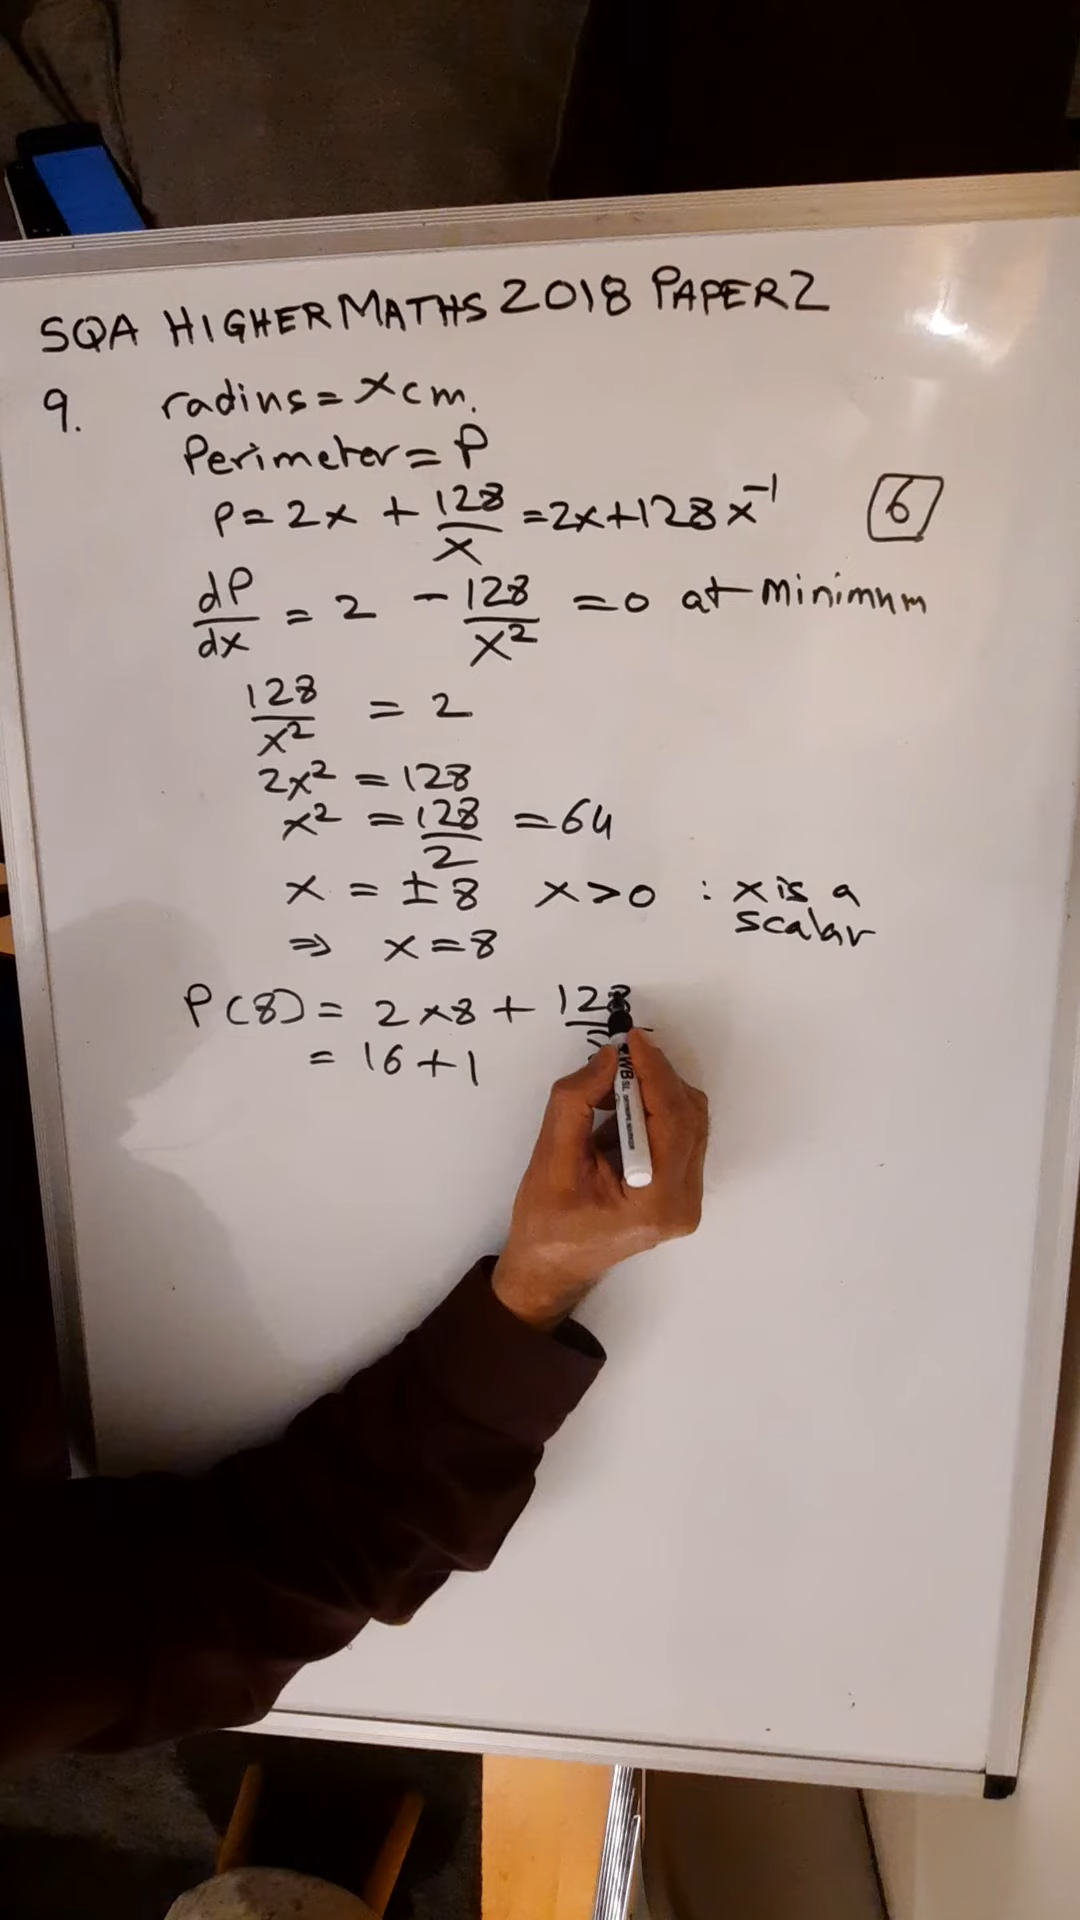 SQA HIGHER MATHS 2018 PAPER 2
9. radius = x cm.
Perimeter = P
P = 2x + 128/x = 2x + 128x⁻¹ [6]
dP/dx = 2 - 128/x² = 0 at minimum
128/x² = 2
2x² = 128
x² = 128/2 = 64
x = ± 8 x > 0 : x is a scalar
⇒ x = 8
P(8) = 2 × 8 + 128
= 16 + 1
WB